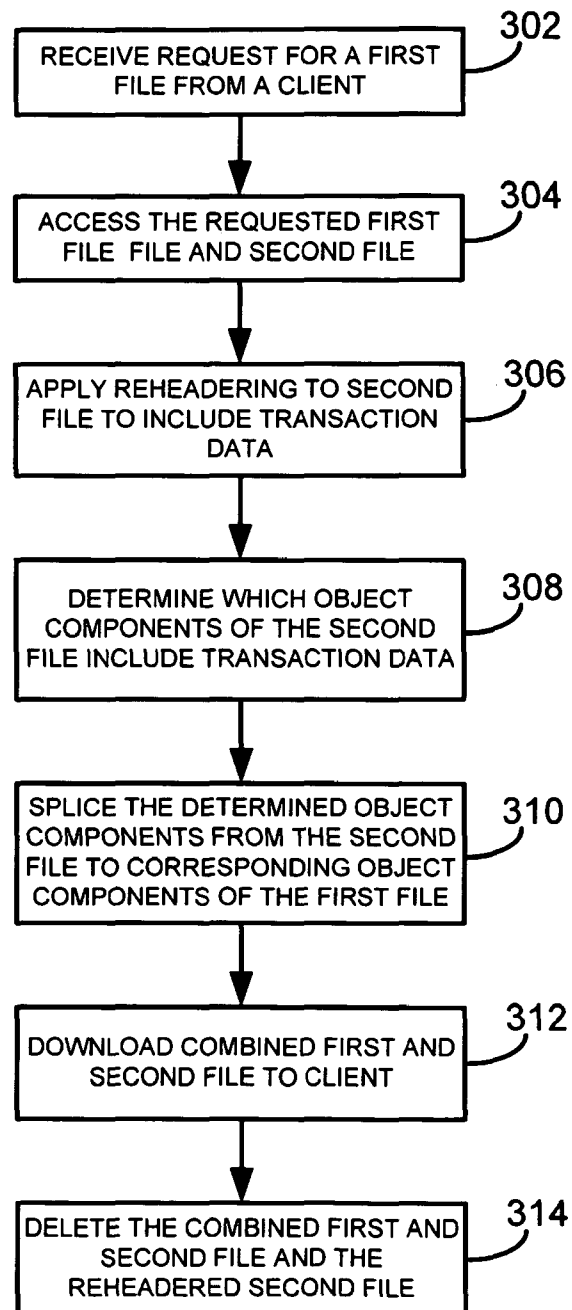 302
RECEIVE REQUEST FOR A FIRST
FILE FROM A CLIENT
304
ACCESS THE REQUESTED FIRST
FILE FILE AND SECOND FILE
306
APPLY REHEADERING TO SECOND
FILE TO INCLUDE TRANSACTION
DATA
308
DETERMINE WHICH OBJECT
COMPONENTS OF THE SECOND
FILE INCLUDE TRANSACTION DATA
310
SPLICE THE DETERMINED OBJECT
COMPONENTS FROM THE SECOND
FILE TO CORRESPONDING OBJECT
COMPONENTS OF THE FIRST FILE
312
DOWNLOAD COMBINED FIRST AND
SECOND FILE TO CLIENT
314
DELETE THE COMBINED FIRST AND
SECOND FILE AND THE
REHEADERED SECOND FILE